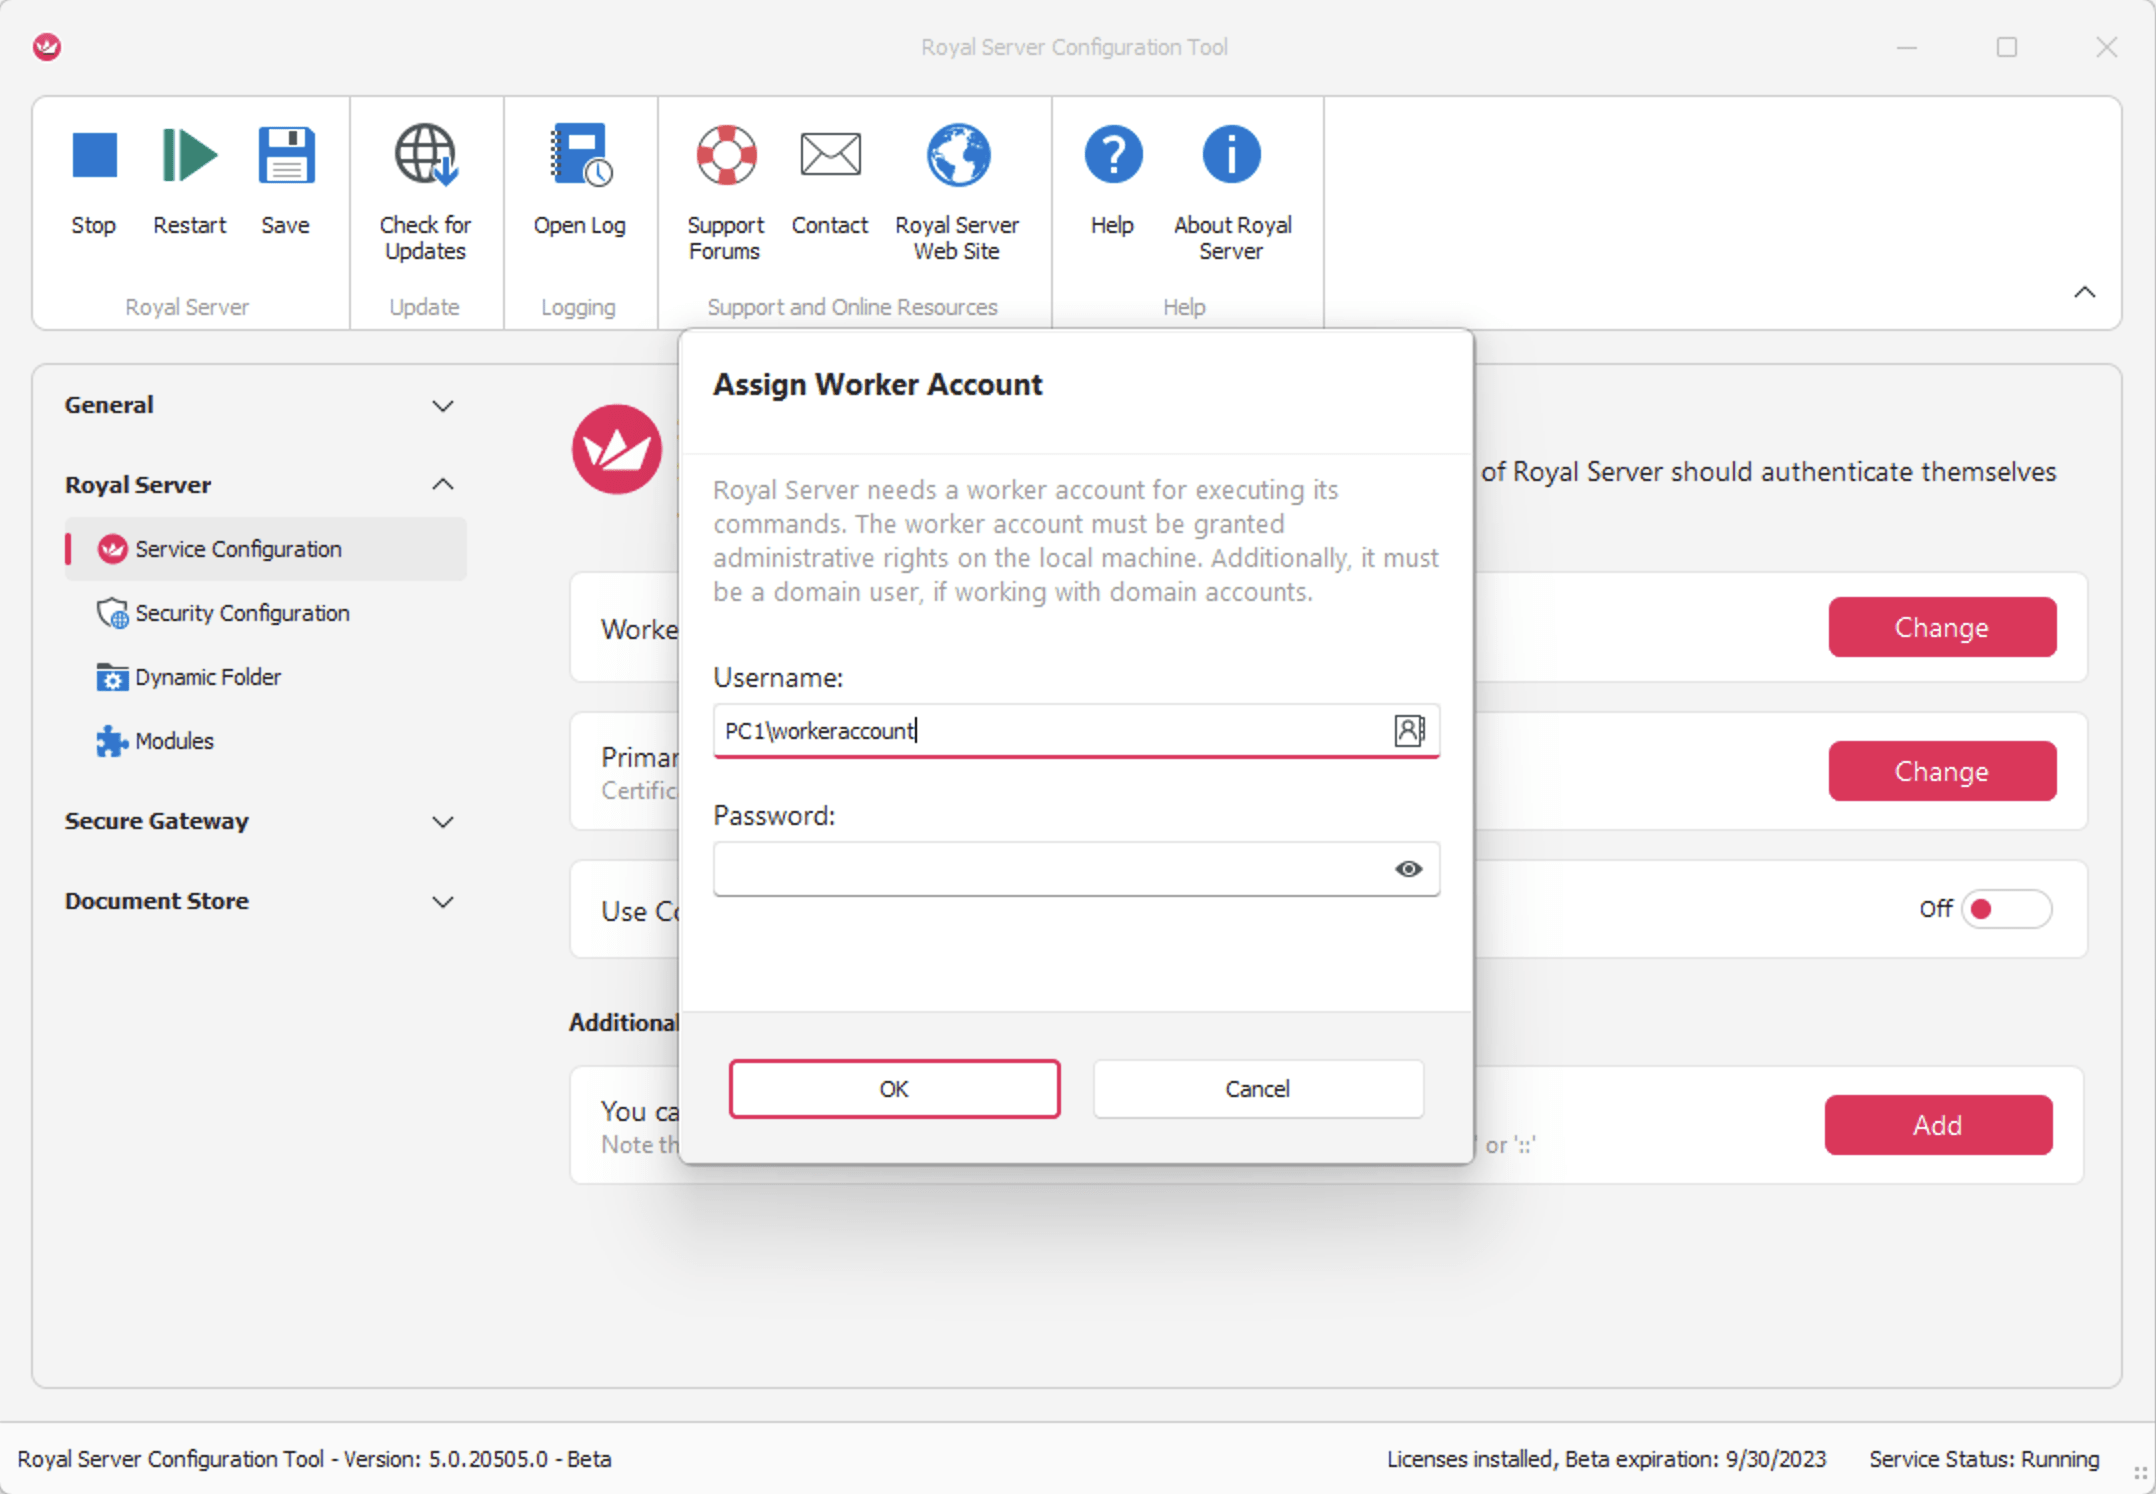 Royal Server Configuration Tool
Stop
Restart
Save
Royal Server
Check for
Updates
Update
Open Log
Logging
Support
Forums
Contact
Royal Server
Web Site
Support and Online Resources
Help
About Royal
Server
Help
General
Royal Server
Service Configuration
Security Configuration
Dynamic Folder
Modules
Secure Gateway
Document Store
of Royal Server should authenticate themselves
Worke
Change
Primar
Certific
Change
Use Co
Off
Additional
You ca
Note th
' or '::'
Add
Assign Worker Account
Royal Server needs a worker account for executing its
commands. The worker account must be granted
administrative rights on the local machine. Additionally, it must
be a domain user, if working with domain accounts.
Username:
PC1\workeraccount
Password:
OK
Cancel
Royal Server Configuration Tool - Version: 5.0.20505.0 - Beta
Licenses installed, Beta expiration: 9/30/2023
Service Status: Running